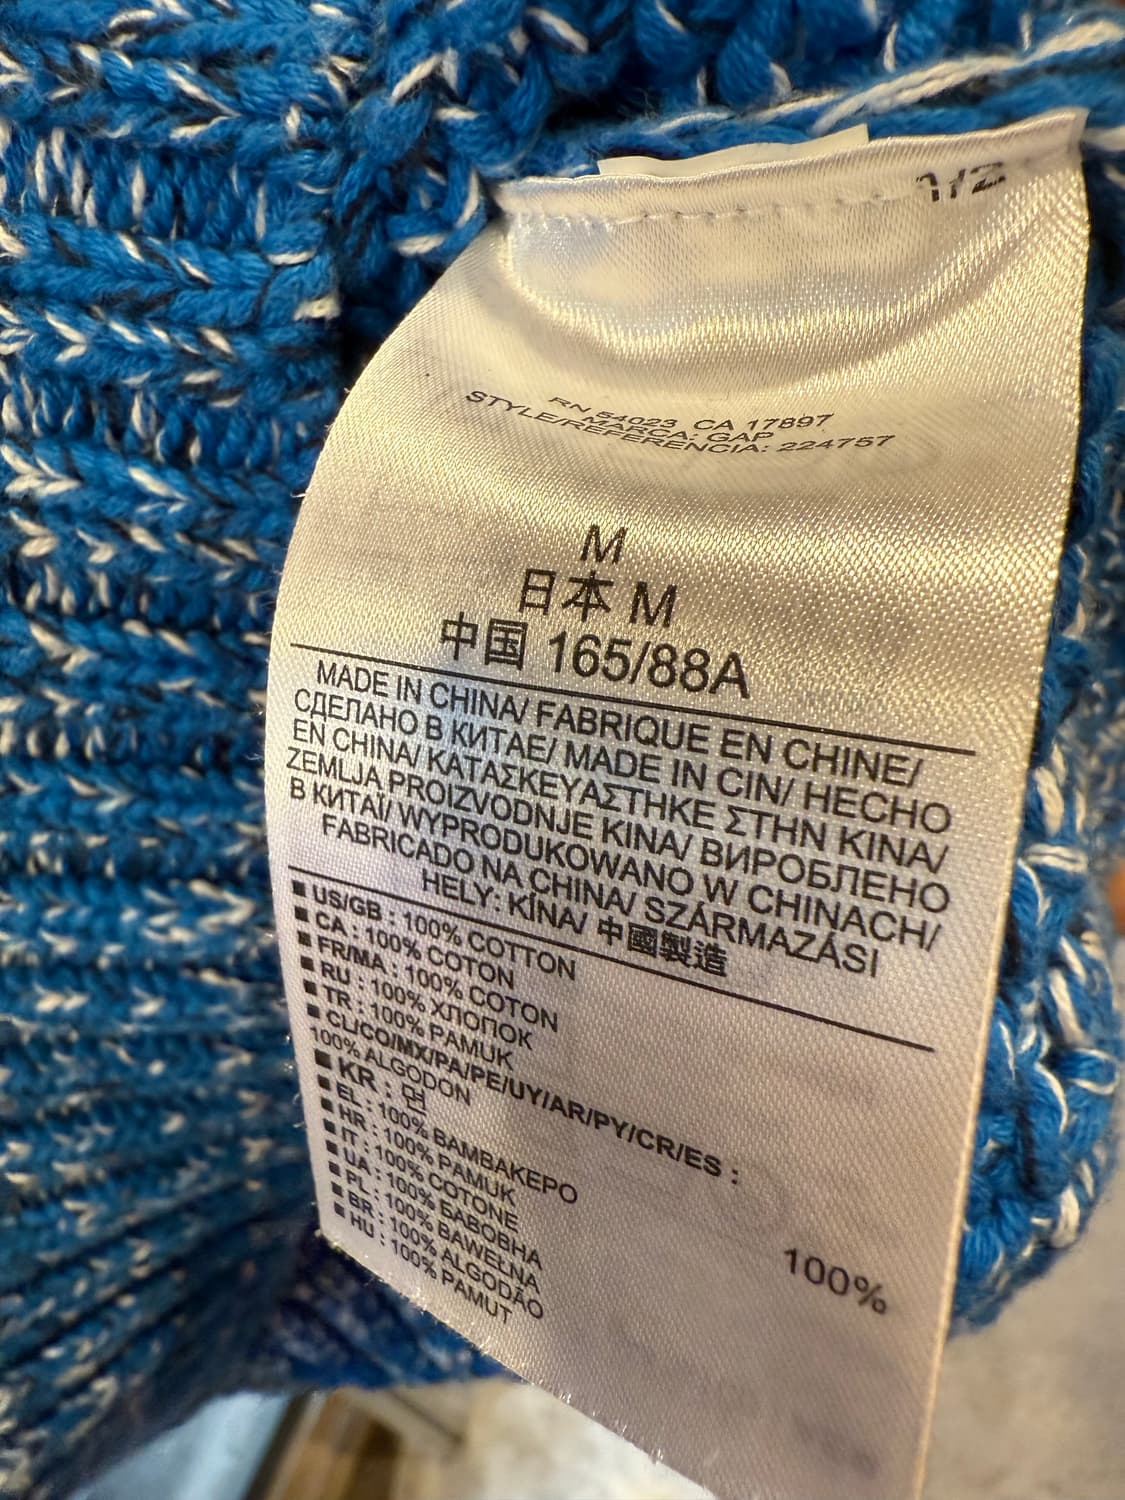 1/2
RN 54023 CA 17897
MARCA: GAP
STYLE/REFERENCIA: 224757
M
日本 M
中国 165/88A
MADE IN CHINA/ FABRIQUE EN CHINE/
СДЕЛАНО В КИТАЕ/ MADE IN CIN/ HECHO
EN CHINA/ ΚΑΤΑΣΚΕΥΑΣΤΗΚΕ ΣΤΗΝ ΚΙΝΑ/
ZEMLJA PROIZVODNJE KINA/ ВИРОБЛЕНО
В КИТАЇ/ WYPRODUKOWANO W CHINACH/
FABRICADO NA CHINA/ SZÁRMAZÁSI
HELY: KÍNA/ 中國製造
■ US/GB : 100% COTTON
■ CA : 100% COTON
■ FR/MA : 100% COTON
■ RU : 100% ХЛОПОК
■ TR : 100% PAMUK
■ CL/CO/MX/PA/PE/UY/AR/PY/CR/ES :
100% ALGODON
■ KR : 면 100%
■ EL : 100% ΒΑΜΒΑΚΕΡΟ
■ HR : 100% PAMUK
■ IT : 100% COTONE
■ UA : 100% БАВОВНА
■ PL : 100% BAWEŁNA
■ BR : 100% ALGODÃO
■ HU : 100% PAMUT